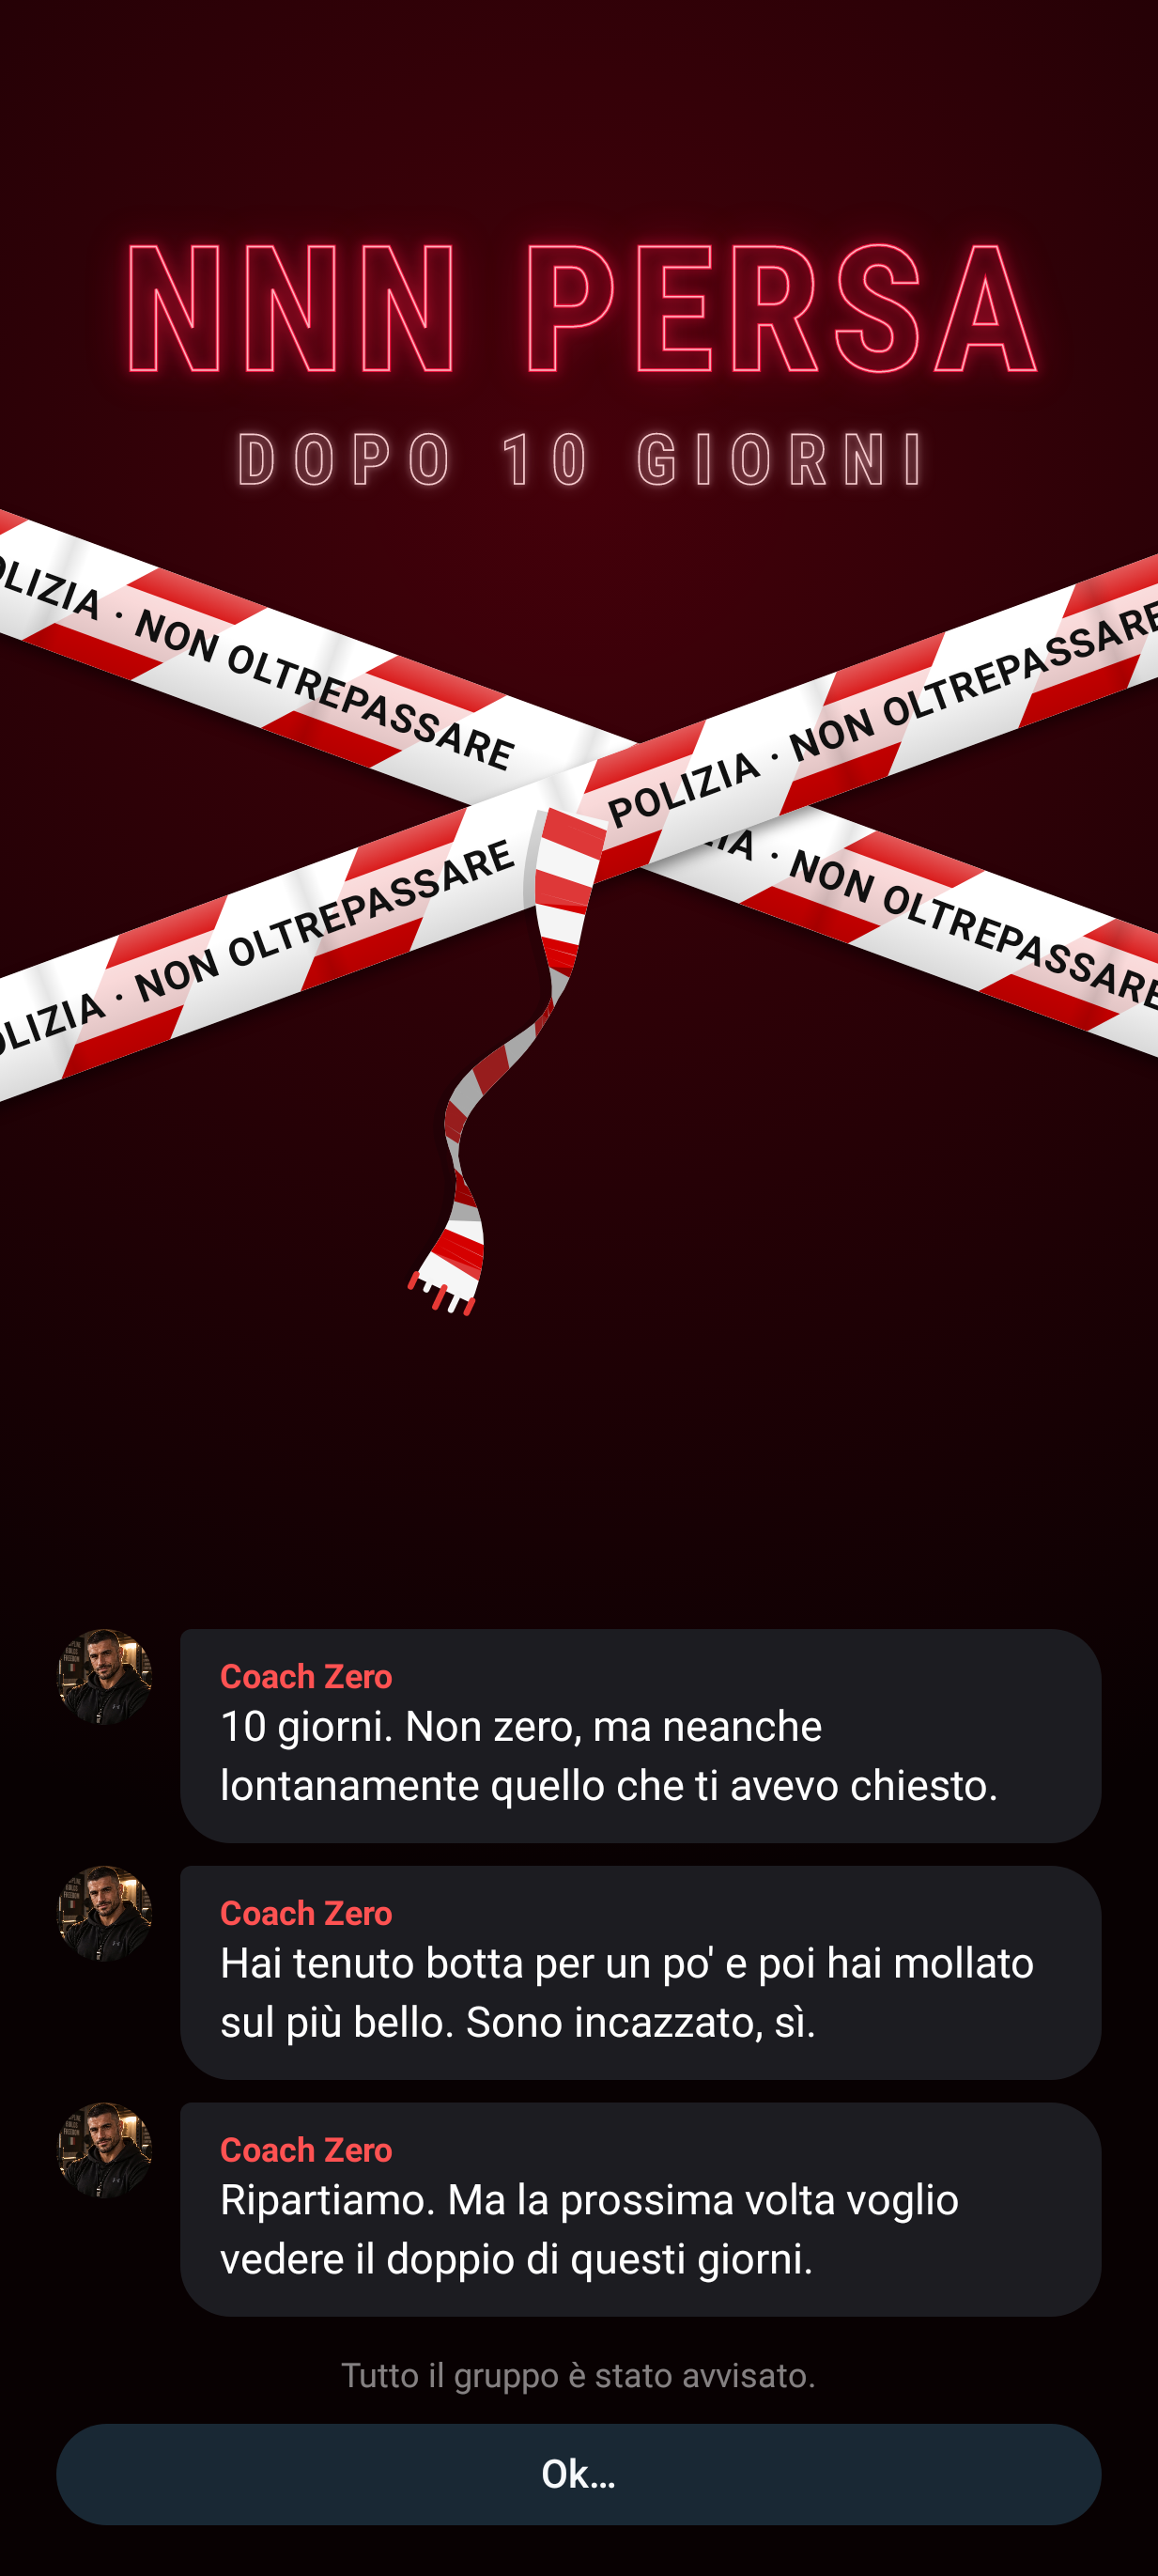 NNN PERSA
DOPO 10 GIORNI
OLIZIA · NON OLTREPASSARE
POLIZIA · NON OLTREPASSARE
OLIZIA · NON OLTREPASSARE
IA · NON OLTREPASSARE
Coach Zero
10 giorni. Non zero, ma neanche
lontanamente quello che ti avevo chiesto.
Coach Zero
Hai tenuto botta per un po' e poi hai mollato
sul più bello. Sono incazzato, sì.
Coach Zero
Ripartiamo. Ma la prossima volta voglio
vedere il doppio di questi giorni.
Tutto il gruppo è stato avvisato.
Ok…